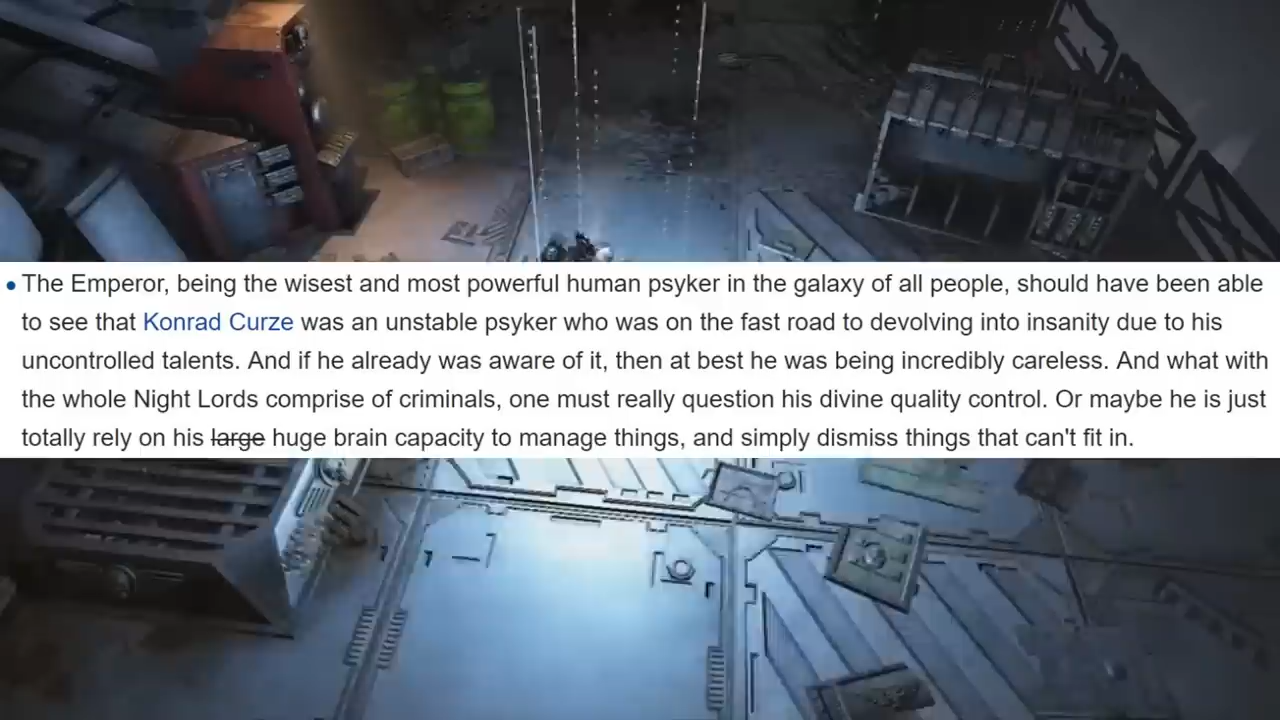 • The Emperor, being the wisest and most powerful human psyker in the galaxy of all people, should have been able
to see that Konrad Curze was an unstable psyker who was on the fast road to devolving into insanity due to his
uncontrolled talents. And if he already was aware of it, then at best he was being incredibly careless. And what with
the whole Night Lords comprise of criminals, one must really question his divine quality control. Or maybe he is just
totally rely on his large huge brain capacity to manage things, and simply dismiss things that can't fit in.